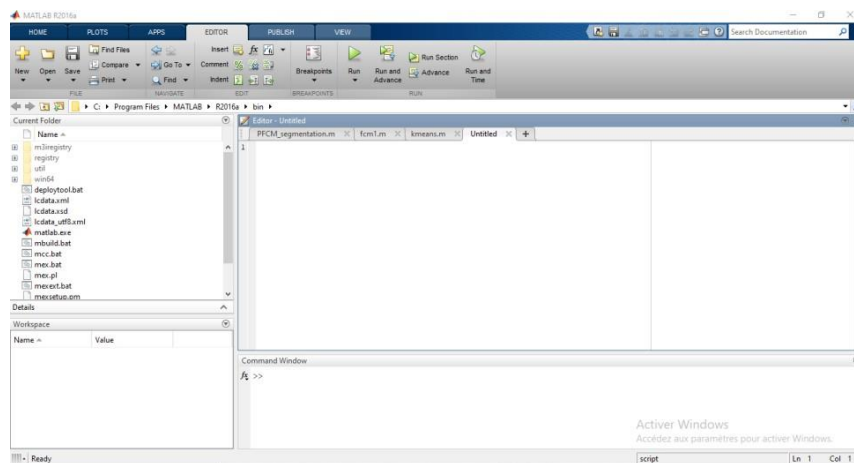 MATLAB R2016a
HOME PLOTS APPS EDITOR PUBLISH VIEW Search Documentation
New Open Save Find Files Compare Print Go To Find Insert Comment Indent fx Breakpoints Run Run and Advance Run Section Advance Run and Time
FILE NAVIGATE EDIT BREAKPOINTS RUN
C: Program Files MATLAB R2016a bin
Current Folder
Name
m3iregistry
registry
util
win64
deploytool.bat
lcdata.xml
lcdata.xsd
lcdata_utf8.xml
matlab.exe
mbuild.bat
mcc.bat
mex.bat
mex.pl
mexext.bat
mexsetup.pm
Details
Workspace
Name Value
Editor - Untitled
PFCM_segmentation.m fcm1.m kmeans.m Untitled
1
Command Window
fx >>
Activer Windows
Accédez aux paramètres pour activer Windows.
Ready script Ln 1 Col 1